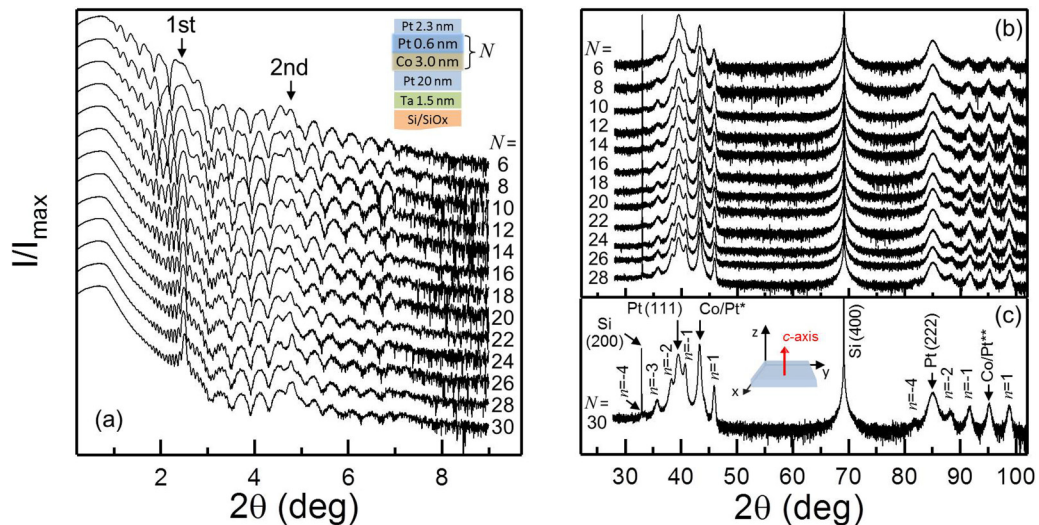 1st
2nd
Pt 2.3 nm
Pt 0.6 nm
Co 3.0 nm
N
Pt 20 nm
Ta 1.5 nm
Si/SiOx
N=
6
8
10
12
14
16
18
20
22
24
26
28
30
(a)
I/Imax
2 4 6 8
2θ (deg)
(b)
N=
6
8
10
12
14
16
18
20
22
24
26
28
(c)
Si (200)
n=-4
n=-3
n=-2
Pt (111)
n=-1
Co/Pt*
n=1
z
c-axis
y
x
Si (400)
n=-4
Pt (222)
n=-2
n=-1
Co/Pt**
n=1
N=
30
30 40 50 60 70 80 90 100
2θ (deg)